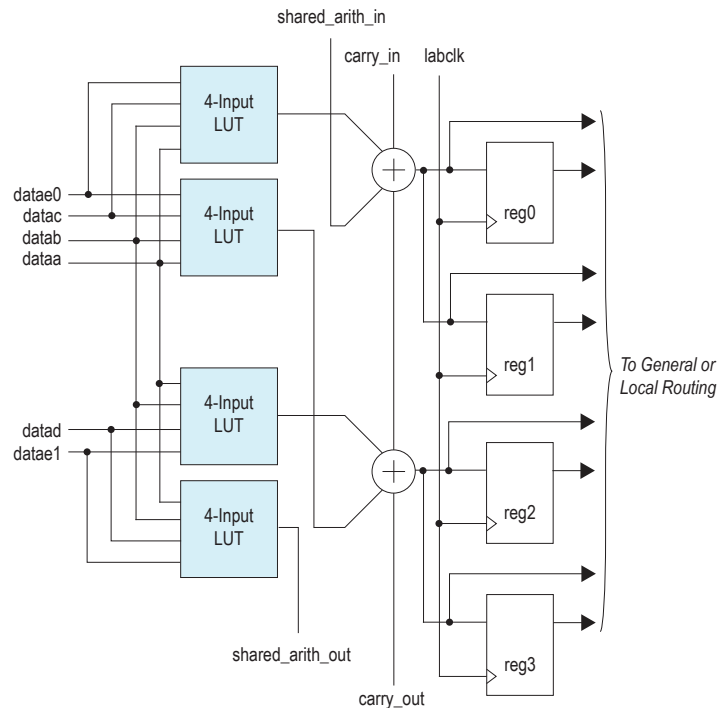 shared_arith_in
carry_in
labclk
4-Input
LUT
reg0
datae0
datac
datab
dataa
4-Input
LUT
reg1
To General or
Local Routing
4-Input
LUT
datad
datae1
reg2
4-Input
LUT
shared_arith_out
reg3
carry_out